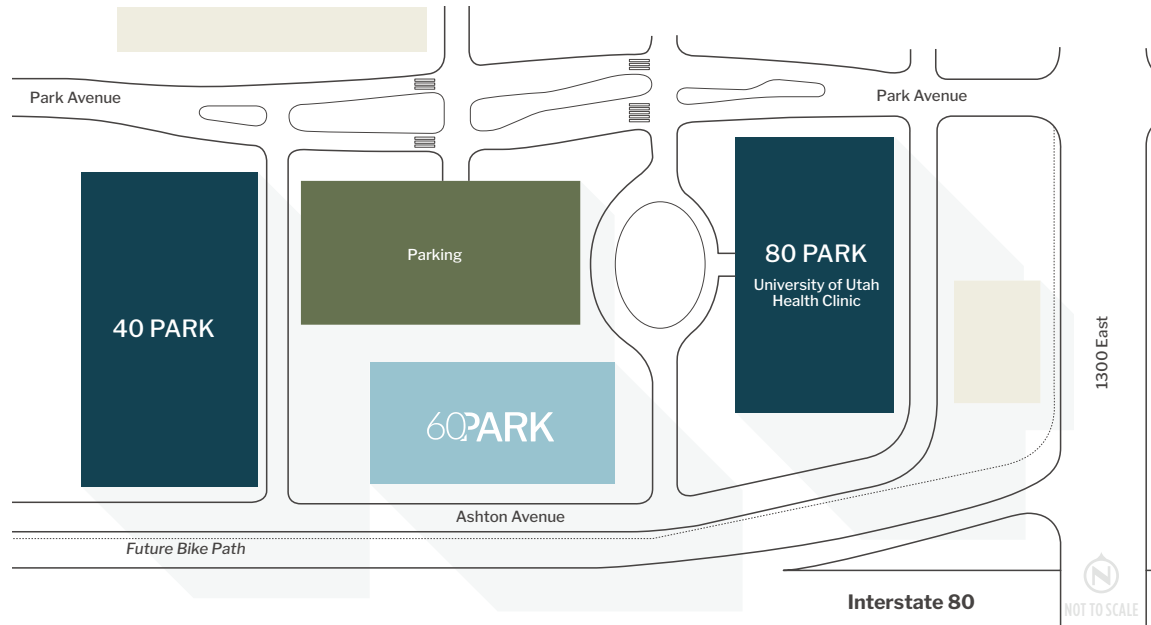 Park Avenue
Park Avenue
Parking
80 PARK
University of Utah
Health Clinic
40 PARK
1300 East
60PARK
Ashton Avenue
Future Bike Path
Interstate 80
N
NOT TO SCALE